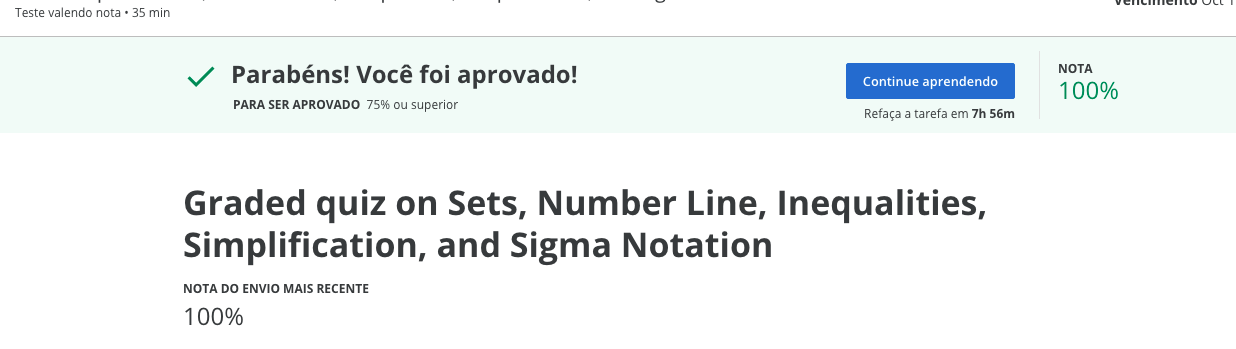 Teste valendo nota • 35 min
Vencimento Oct 1
Parabéns! Você foi aprovado!
PARA SER APROVADO 75% ou superior
Continue aprendendo
Refaça a tarefa em 7h 56m
NOTA
100%
Graded quiz on Sets, Number Line, Inequalities,
Simplification, and Sigma Notation
NOTA DO ENVIO MAIS RECENTE
100%